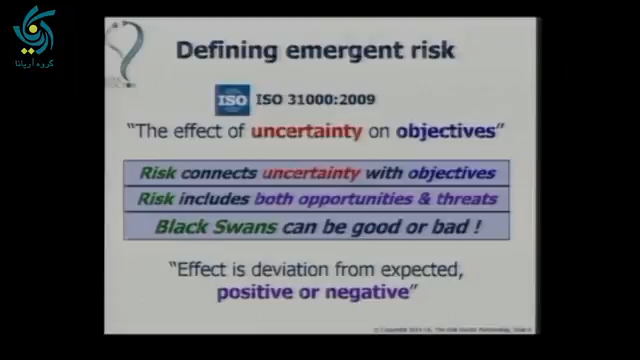 گروه آریانا
Defining emergent risk
ISO
ISO 31000:2009
“The effect of uncertainty on objectives”
Risk connects uncertainty with objectives
Risk includes both opportunities & threats
Black Swans can be good or bad !
“Effect is deviation from expected,
positive or negative”